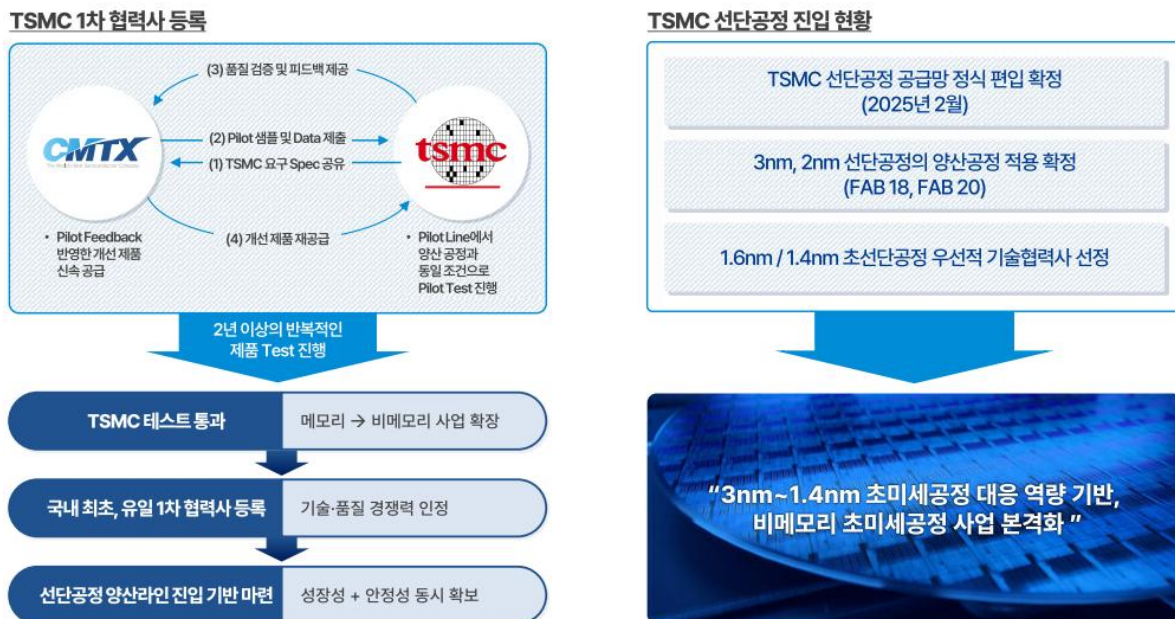 TSMC 1차 협력사 등록
(3) 품질 검증 및 피드백 제공
CMTX
(2) Pilot 샘플 및 Data 제출
(1) TSMC 요구 Spec 공유
tsmc
(4) 개선 제품 재공급
• Pilot Feedback
반영한 개선 제품
신속 공급
• Pilot Line에서
양산 공정과
동일 조건으로
Pilot Test 진행
2년 이상의 반복적인
제품 Test 진행
TSMC 테스트 통과
메모리 → 비메모리 사업 확장
국내 최초, 유일 1차 협력사 등록
기술·품질 경쟁력 인정
선단공정 양산라인 진입 기반 마련
성장성 + 안정성 동시 확보
TSMC 선단공정 진입 현황
TSMC 선단공정 공급망 정식 편입 확정
(2025년 2월)
3nm, 2nm 선단공정의 양산공정 적용 확정
(FAB 18, FAB 20)
1.6nm / 1.4nm 초선단공정 우선적 기술협력사 선정
“3nm~1.4nm 초미세공정 대응 역량 기반,
비메모리 초미세공정 사업 본격화 ”